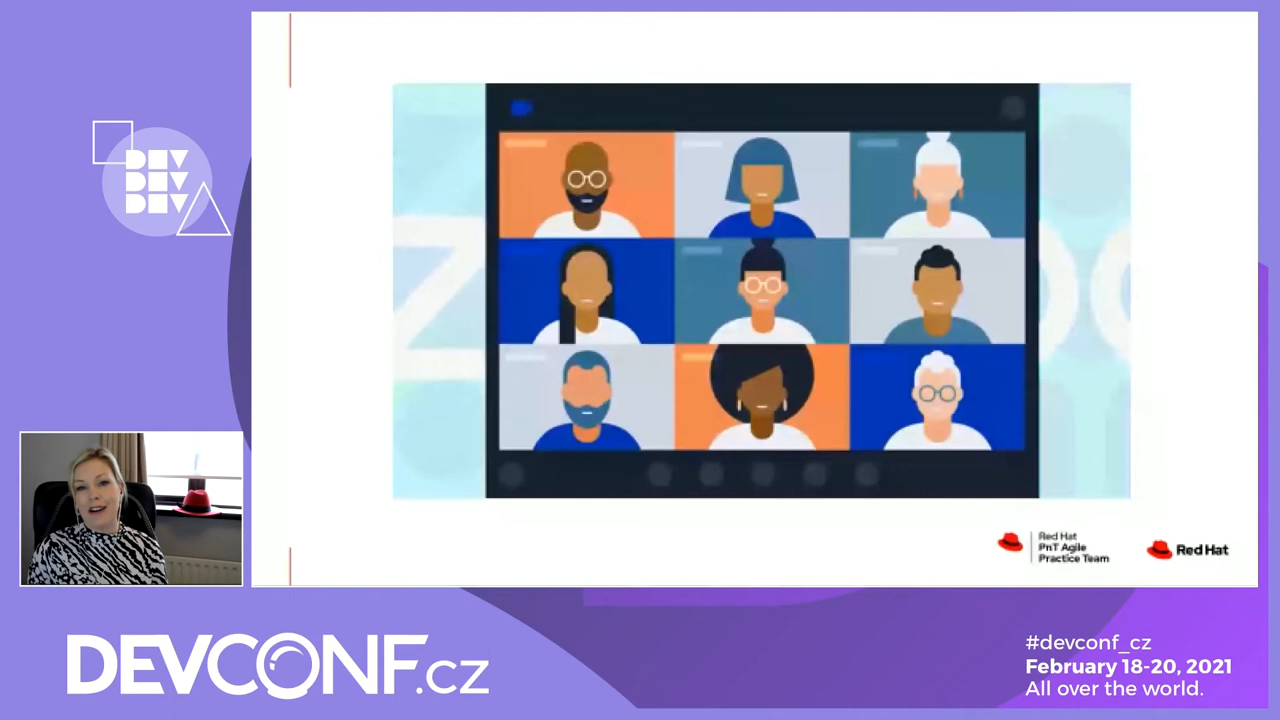 DEV
DEV
DEV
Red Hat
PnT Agile
Practice Team
Red Hat
DEVCONF.CZ
#devconf_cz
February 18-20, 2021
All over the world.